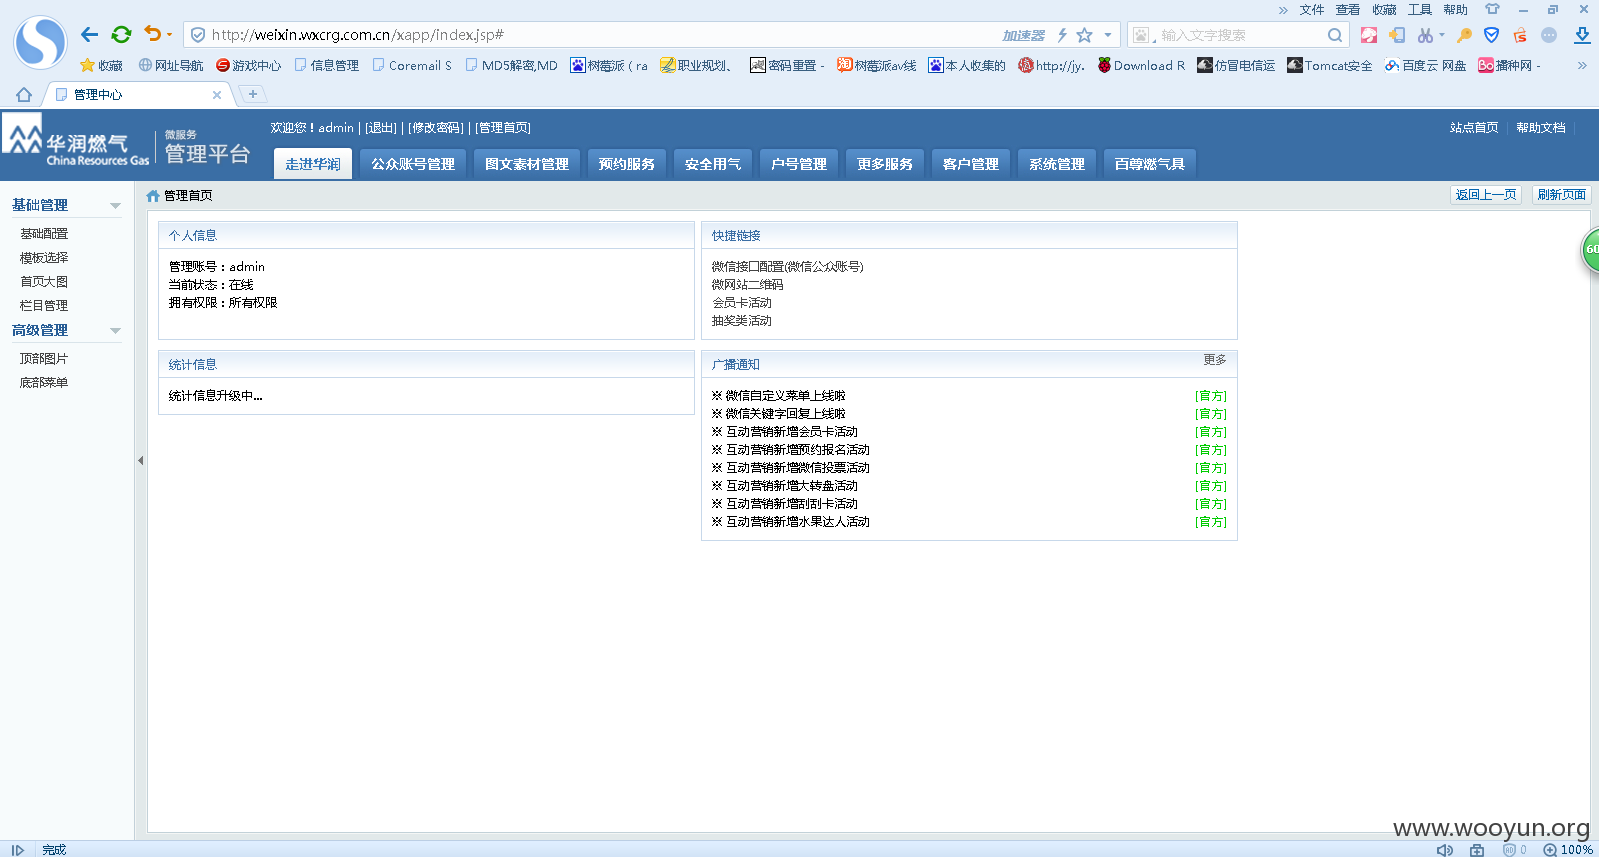 » 文件 查看 收藏 工具 帮助
http://weixin.wxcrg.com.cn/xapp/index.jsp# 加速器 输入文字搜索
收藏 网址导航 游戏中心 信息管理 Coremail S MD5解密,MD 树莓派 ( ra 职业规划、 密码重置 - 树莓派av线 本人收集的 http://jy. Download R 仿冒电信运 Tomcat安全 百度云 网盘 播种网 - »
管理中心
华润燃气 China Resources Gas 微服务 管理平台
欢迎您！admin | [退出] | [修改密码] | [管理首页] 站点首页 帮助文档
走进华润 公众账号管理 图文素材管理 预约服务 安全用气 户号管理 更多服务 客户管理 系统管理 百尊燃气具
管理首页 返回上一页 刷新页面
基础管理
基础配置
模板选择
首页大图
栏目管理
高级管理
顶部图片
底部菜单
个人信息
管理账号：admin
当前状态：在线
拥有权限：所有权限
快捷链接
微信接口配置(微信公众账号)
微网站二维码
会员卡活动
抽奖类活动
统计信息
统计信息升级中...
广播通知 更多
※ 微信自定义菜单上线啦 [官方]
※ 微信关键字回复上线啦 [官方]
※ 互动营销新增会员卡活动 [官方]
※ 互动营销新增预约报名活动 [官方]
※ 互动营销新增微信投票活动 [官方]
※ 互动营销新增大转盘活动 [官方]
※ 互动营销新增刮刮卡活动 [官方]
※ 互动营销新增水果达人活动 [官方]
www.wooyun.org
完成 0 100%